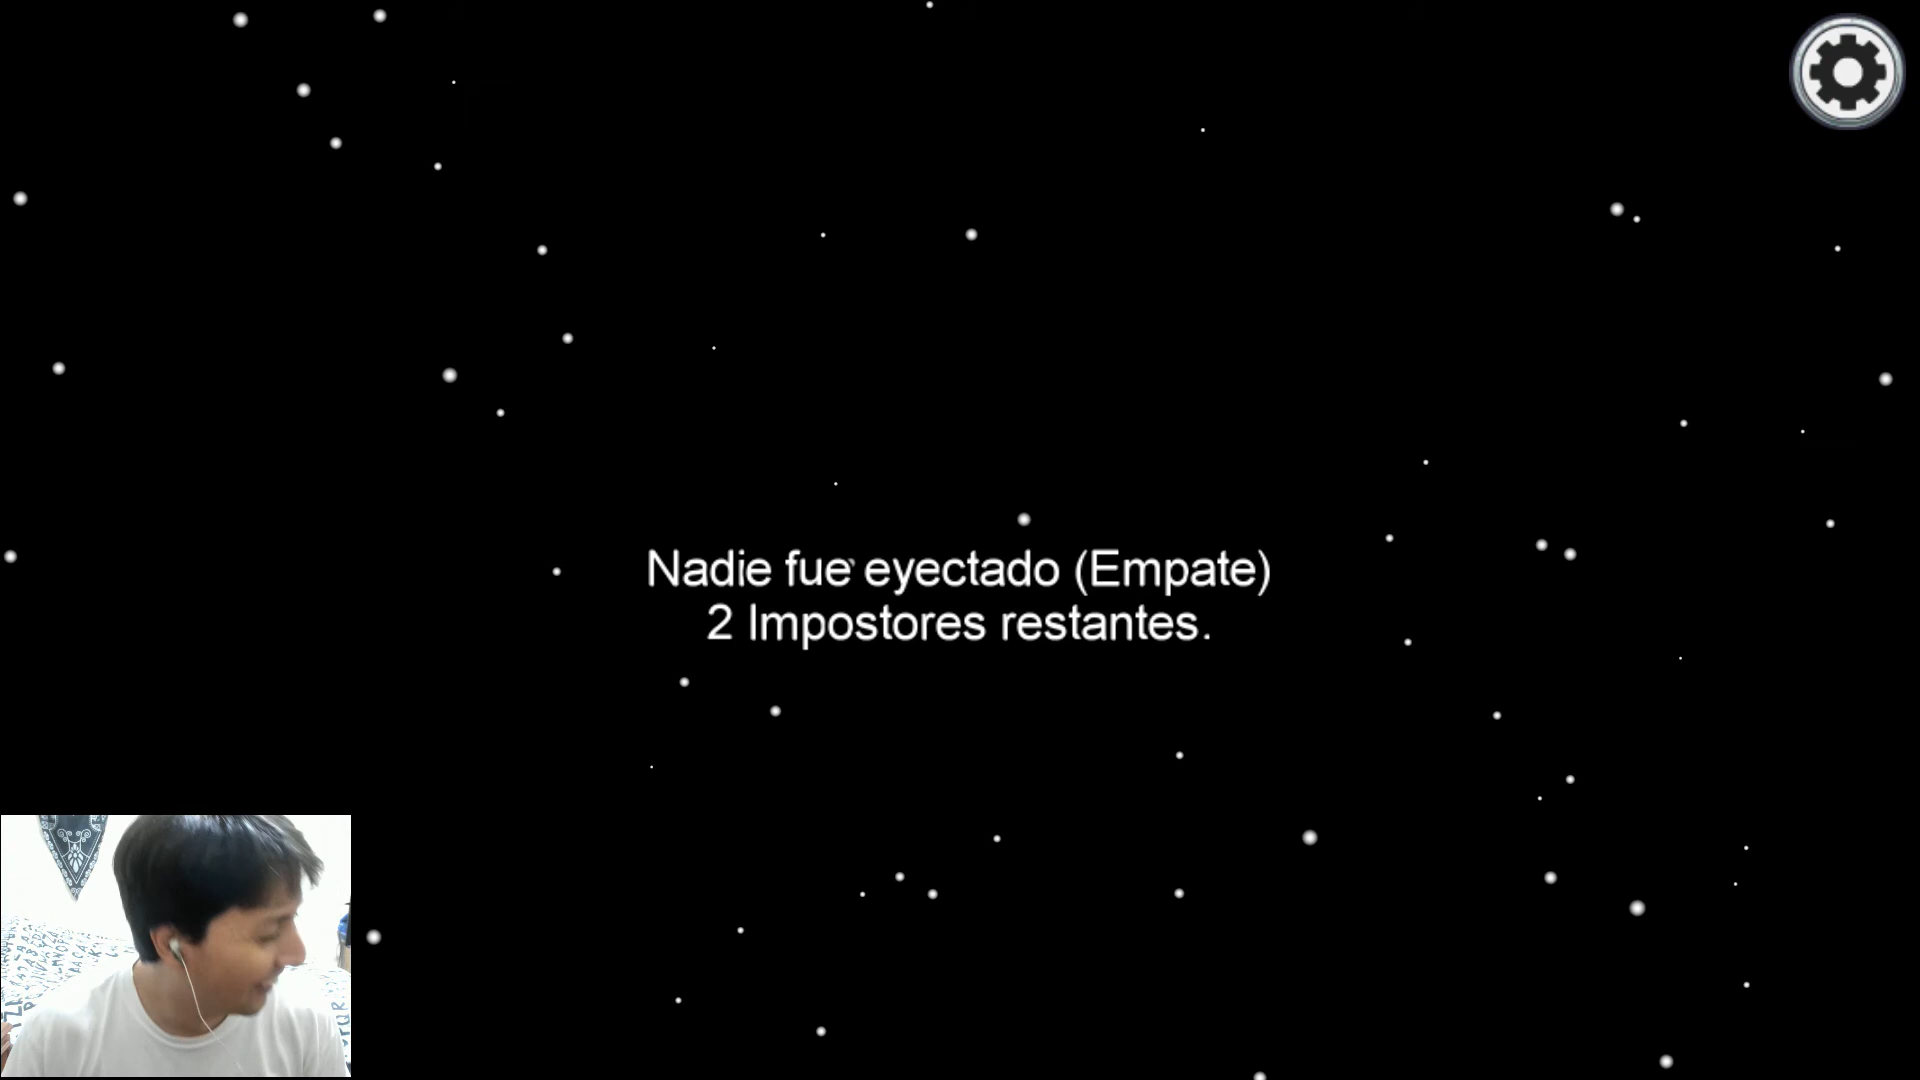 Nadie fue eyectado (Empate)
2 Impostores restantes.